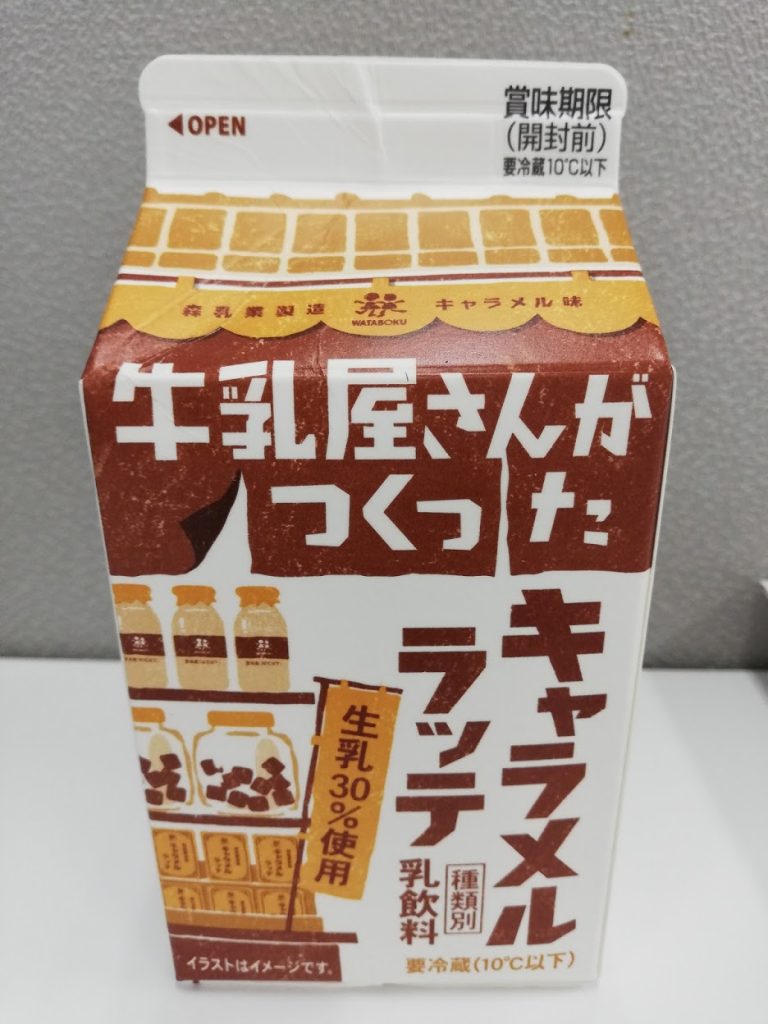 OPEN
賞味期限
(開封前)
要冷蔵10℃以下
森乳業製造
WATABOKU
キャラメル味
牛乳屋さんが
つくった
キャラメル
ラッテ
種類別
乳飲料
生乳30%使用
要冷蔵(10℃以下)
イラストはイメージです。